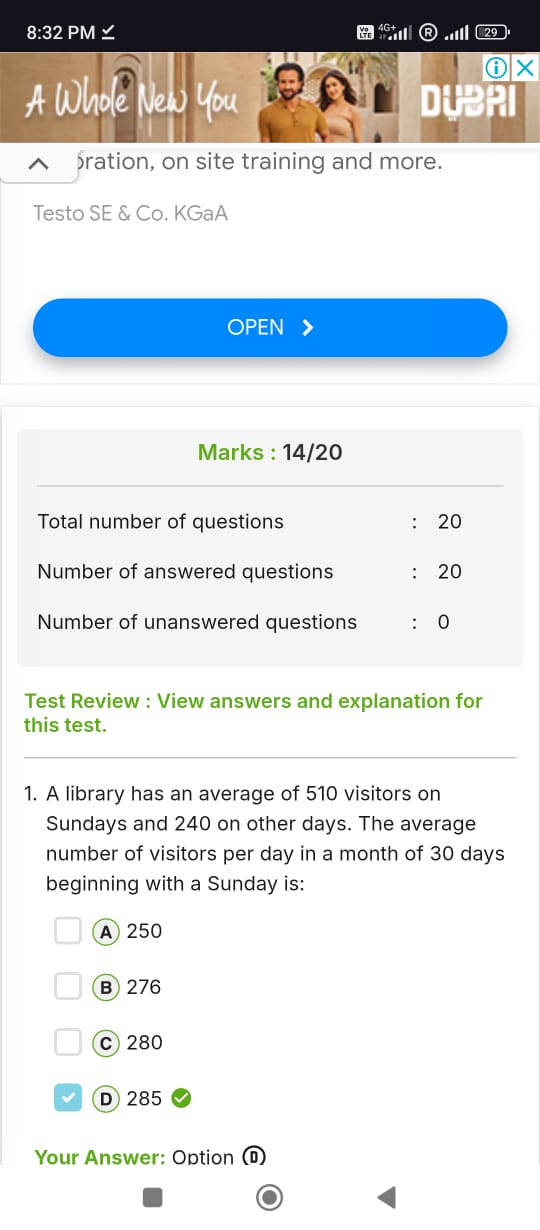 8:32 PM
Vo LTE 4G+ R 29
A Whole New You
DUBAI
oration, on site training and more.
Testo SE & Co. KGaA
OPEN
Marks : 14/20
Total number of questions : 20
Number of answered questions : 20
Number of unanswered questions : 0
Test Review : View answers and explanation for
this test.
1. A library has an average of 510 visitors on
Sundays and 240 on other days. The average
number of visitors per day in a month of 30 days
beginning with a Sunday is:
A 250
B 276
C 280
D 285
Your Answer: Option D